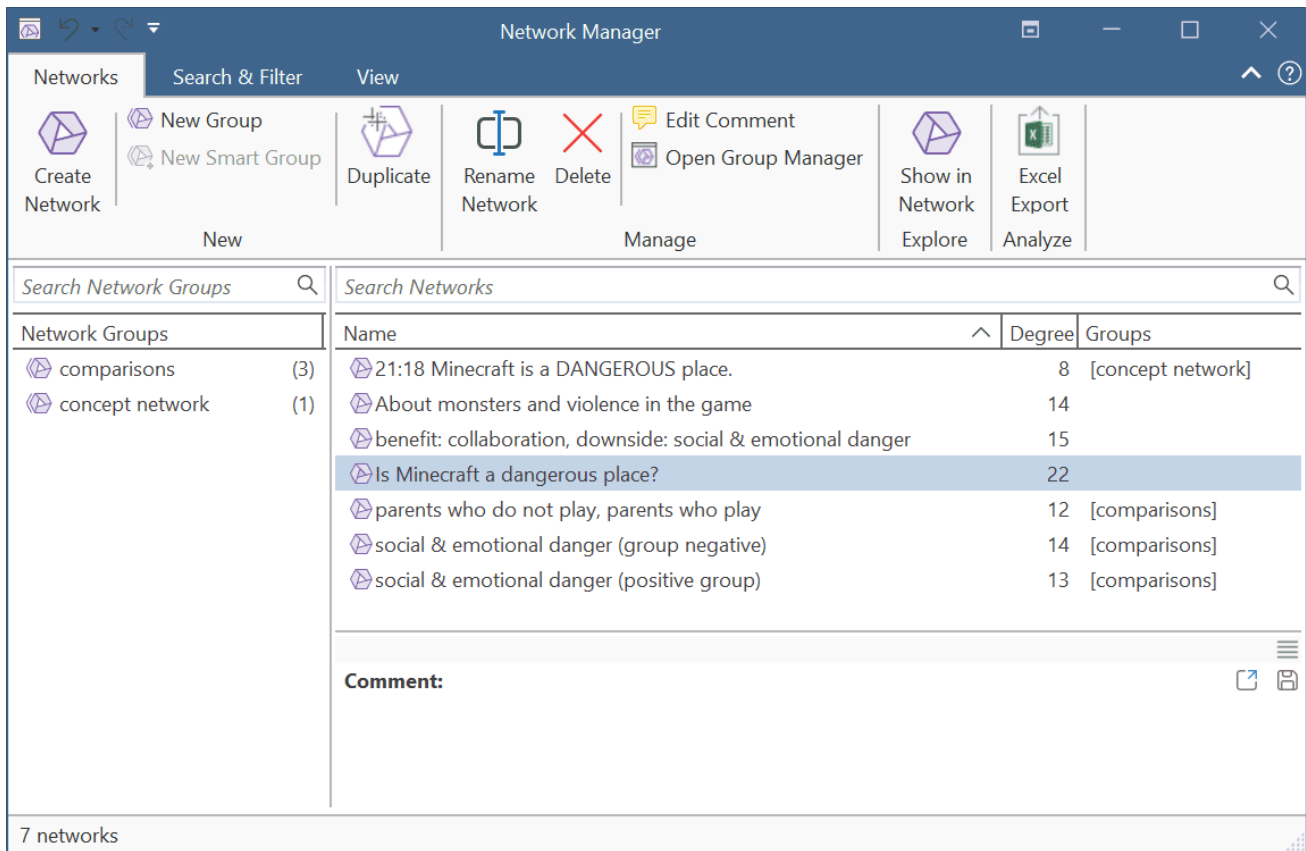 Network Manager
Networks Search & Filter View
Create Network
New Group
New Smart Group
Duplicate
New
Rename Network
Delete
Edit Comment
Open Group Manager
Manage
Show in Network
Explore
Excel Export
Analyze
Search Network Groups
Network Groups
comparisons (3)
concept network (1)
Search Networks
Name Degree Groups
21:18 Minecraft is a DANGEROUS place. 8 [concept network]
About monsters and violence in the game 14
benefit: collaboration, downside: social & emotional danger 15
Is Minecraft a dangerous place? 22
parents who do not play, parents who play 12 [comparisons]
social & emotional danger (group negative) 14 [comparisons]
social & emotional danger (positive group) 13 [comparisons]
Comment:
7 networks